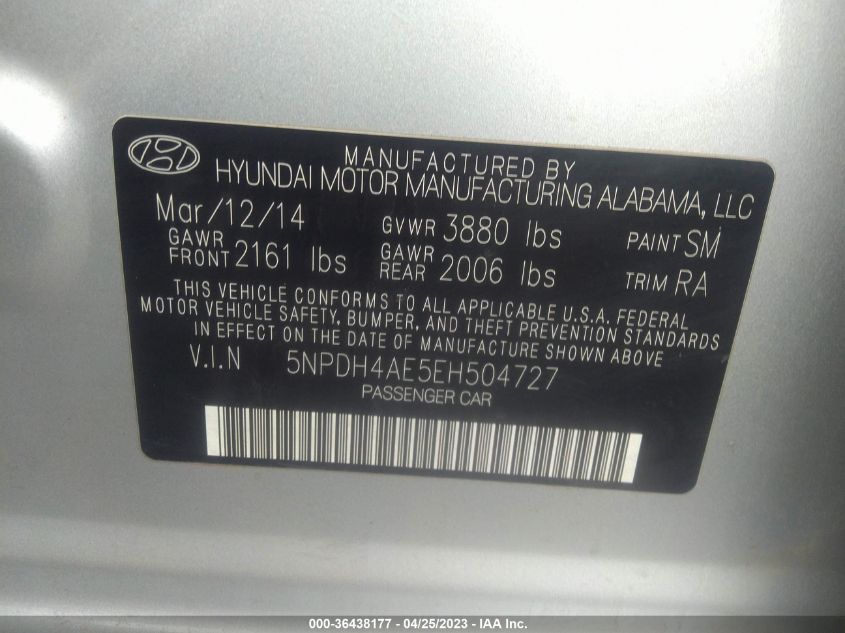 MANUFACTURED BY
HYUNDAI MOTOR MANUFACTURING ALABAMA, LLC
Mar/12/14 GVWR 3880 lbs PAINT SM
GAWR FRONT 2161 lbs GAWR REAR 2006 lbs TRIM RA
THIS VEHICLE CONFORMS TO ALL APPLICABLE U.S.A. FEDERAL
MOTOR VEHICLE SAFETY, BUMPER, AND THEFT PREVENTION STANDARDS
IN EFFECT ON THE DATE OF MANUFACTURE SHOWN ABOVE
V.I.N 5NPDH4AE5EH504727
PASSENGER CAR
000-36438177 - 04/25/2023 - IAA Inc.